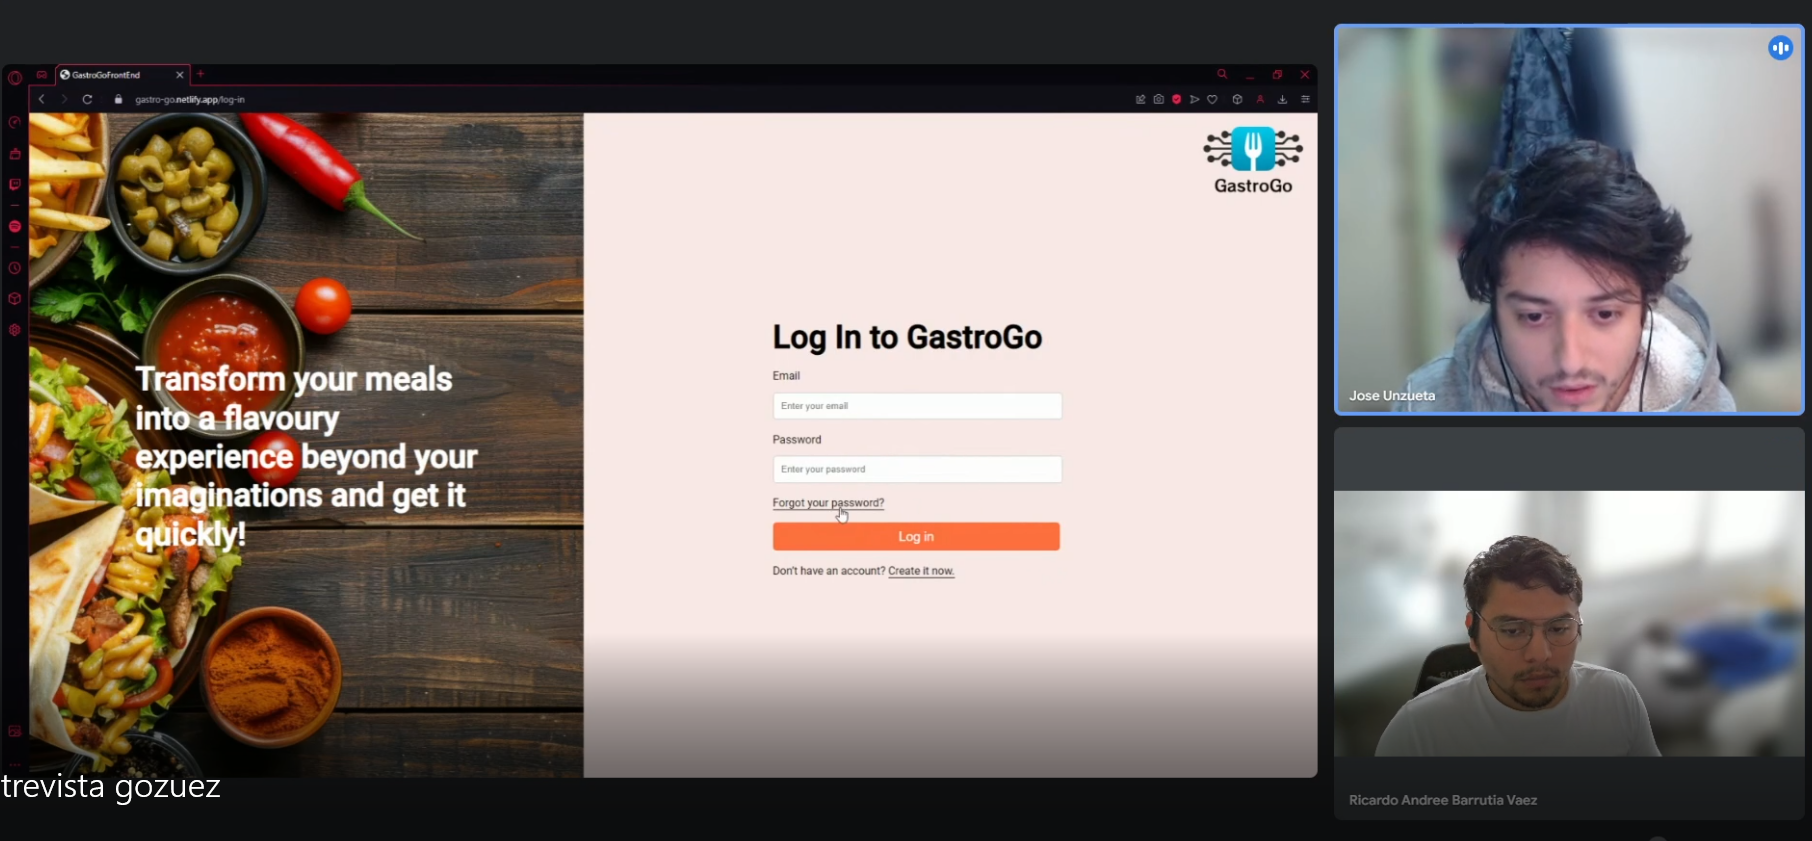 GastroGoFrontEnd
gastro-go.netlify.app/log-in
GastroGo
Transform your meals
into a flavoury
experience beyond your
imaginations and get it
quickly!
Log In to GastroGo
Email
Enter your email
Password
Enter your password
Forgot your password?
Log in
Don't have an account? Create it now.
Jose Unzueta
Ricardo Andree Barrutia Vaez
trevista gozuez